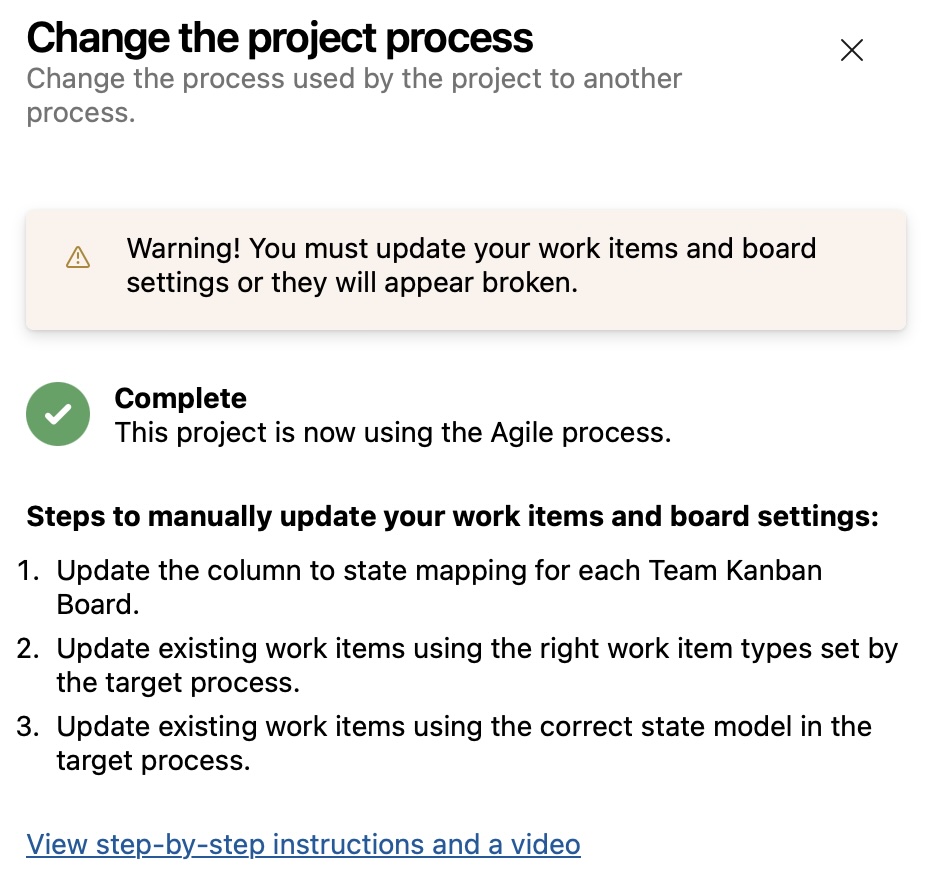 Change the project process
Change the process used by the project to another
process.
Warning! You must update your work items and board
settings or they will appear broken.
Complete
This project is now using the Agile process.
Steps to manually update your work items and board settings:
1. Update the column to state mapping for each Team Kanban
Board.
2. Update existing work items using the right work item types set by
the target process.
3. Update existing work items using the correct state model in the
target process.
View step-by-step instructions and a video